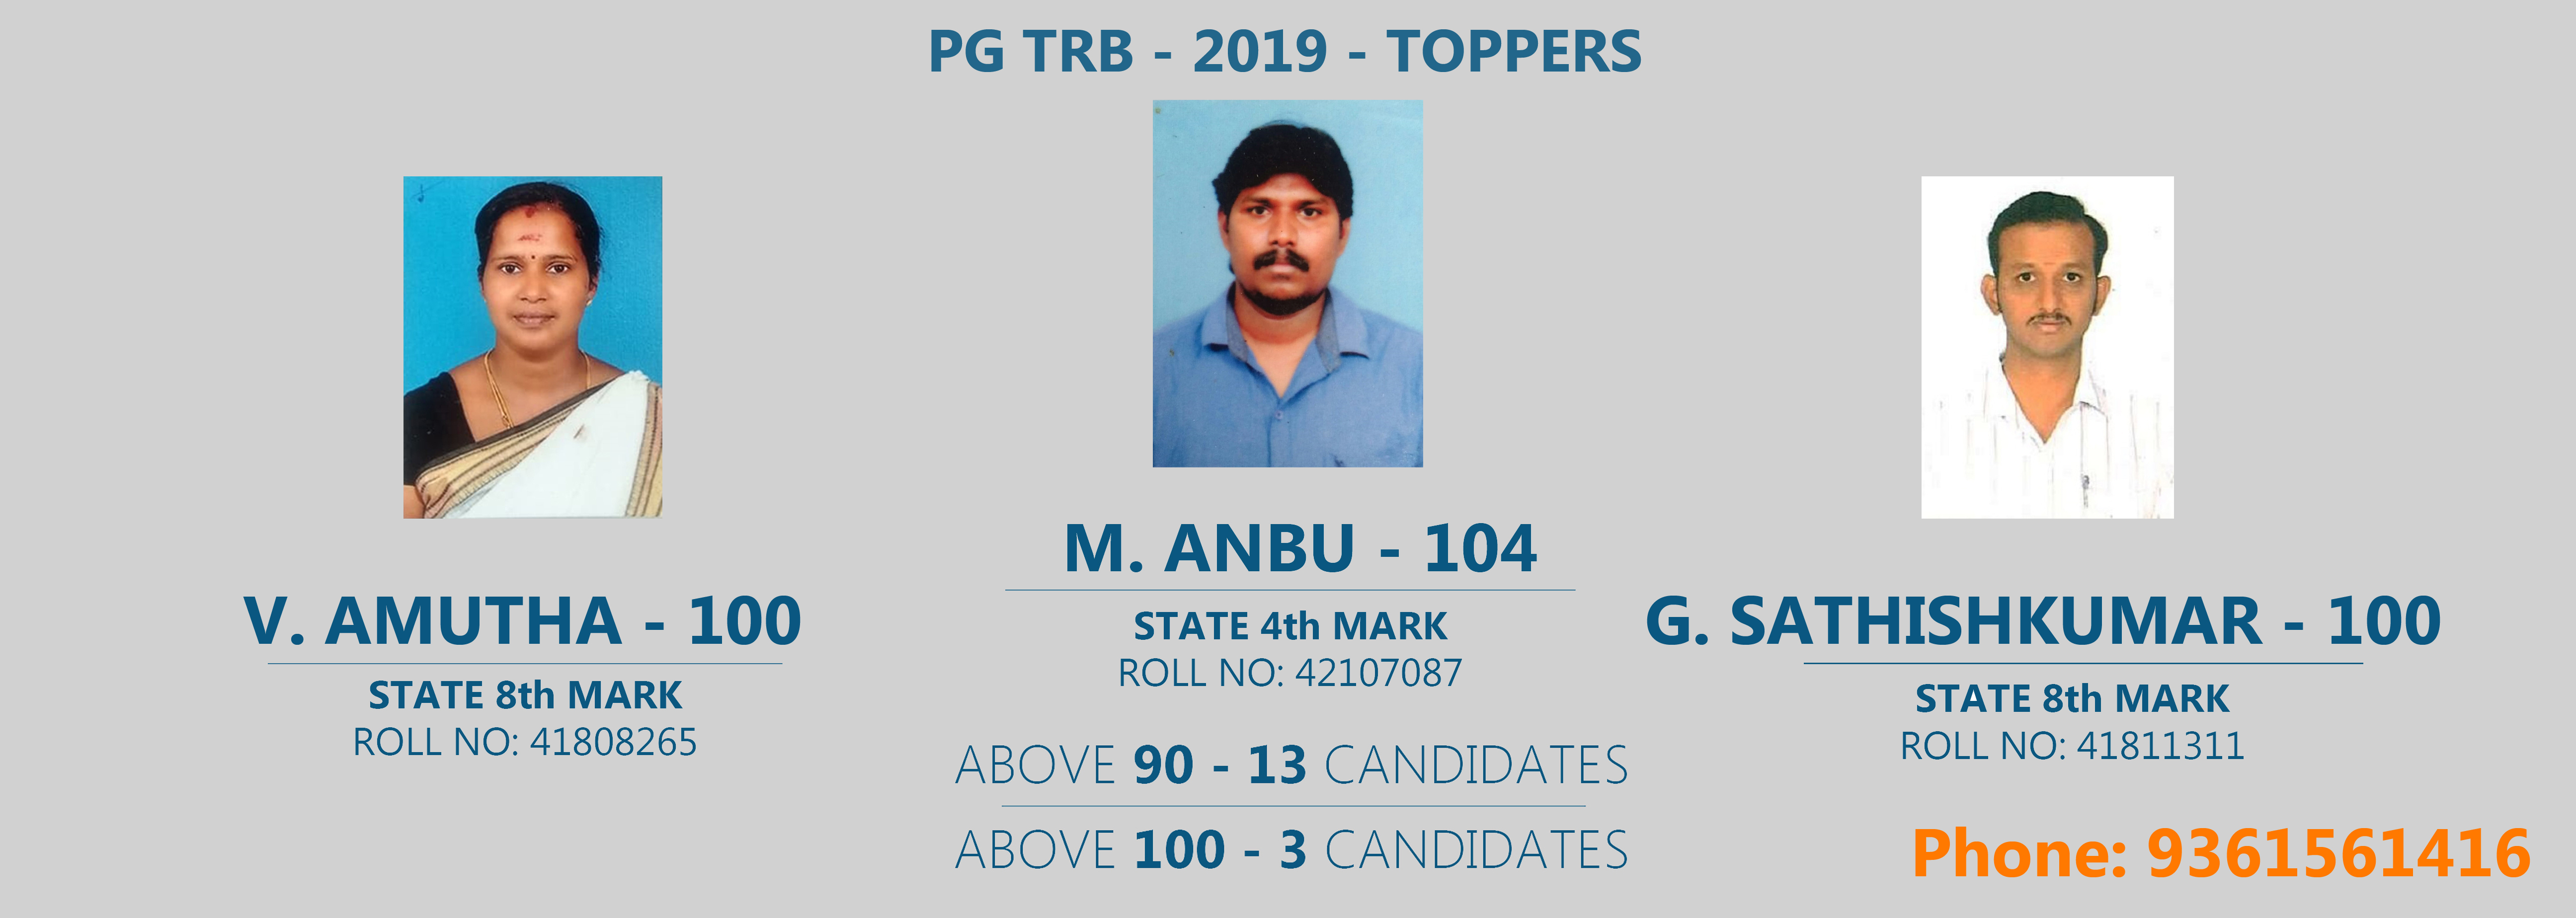 PG TRB - 2019 - TOPPERS
V. AMUTHA - 100
STATE 8th MARK
ROLL NO: 41808265
M. ANBU - 104
STATE 4th MARK
ROLL NO: 42107087
G. SATHISHKUMAR - 100
STATE 8th MARK
ROLL NO: 41811311
ABOVE 90 - 13 CANDIDATES
ABOVE 100 - 3 CANDIDATES
Phone: 9361561416